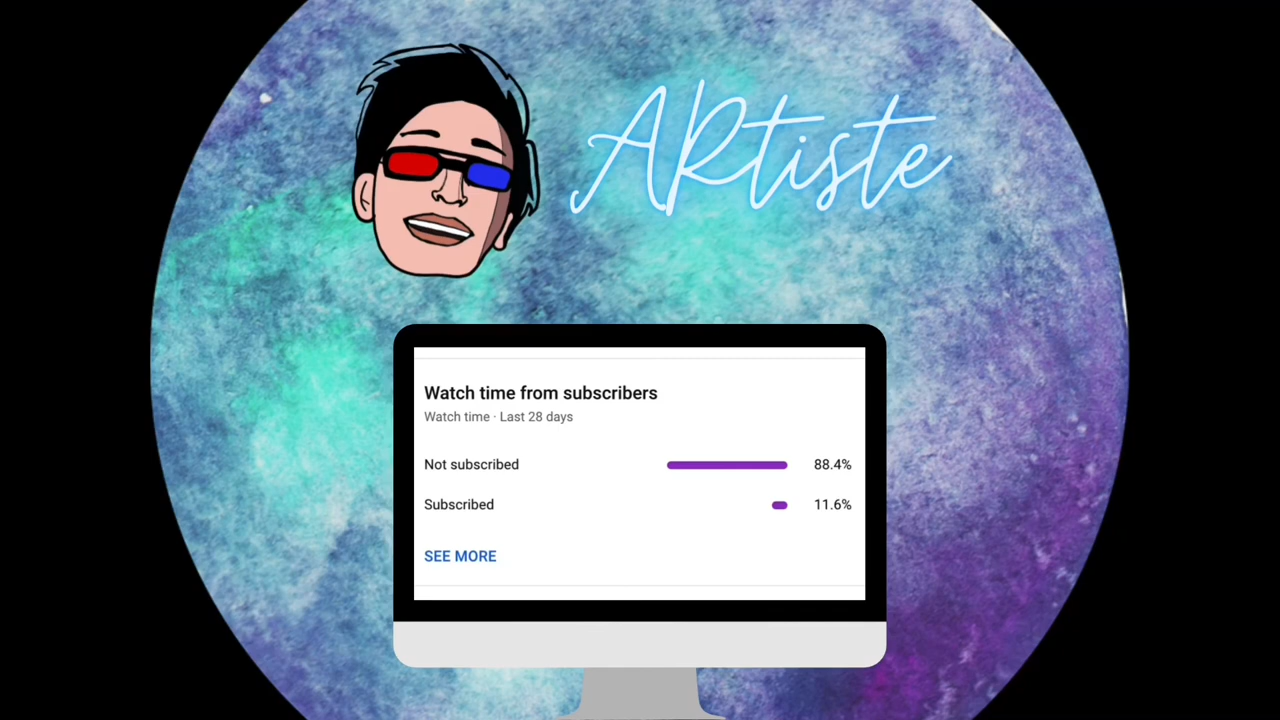 ARtiste
Watch time from subscribers
Watch time · Last 28 days
Not subscribed 88.4%
Subscribed 11.6%
SEE MORE